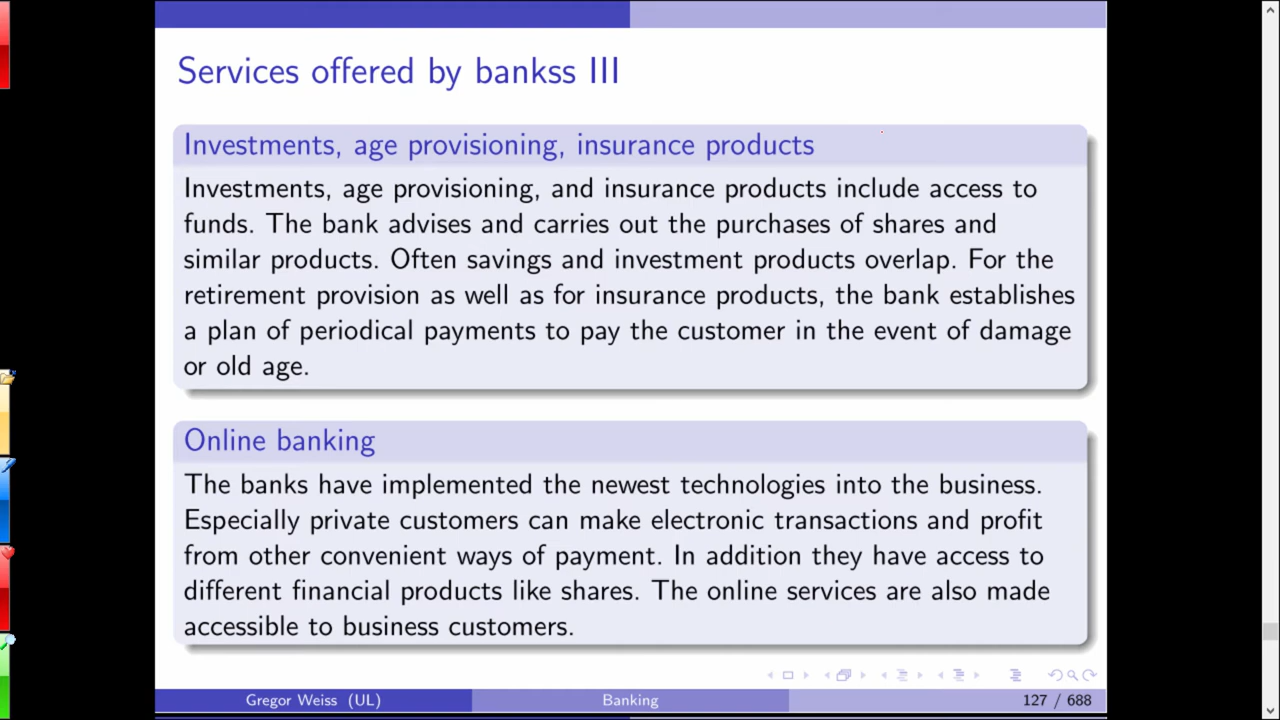 Services offered by bankss III
Investments, age provisioning, insurance products
Investments, age provisioning, and insurance products include access to
funds. The bank advises and carries out the purchases of shares and
similar products. Often savings and investment products overlap. For the
retirement provision as well as for insurance products, the bank establishes
a plan of periodical payments to pay the customer in the event of damage
or old age.
Online banking
The banks have implemented the newest technologies into the business.
Especially private customers can make electronic transactions and profit
from other convenient ways of payment. In addition they have access to
different financial products like shares. The online services are also made
accessible to business customers.
Gregor Weiss (UL) Banking 127 / 688